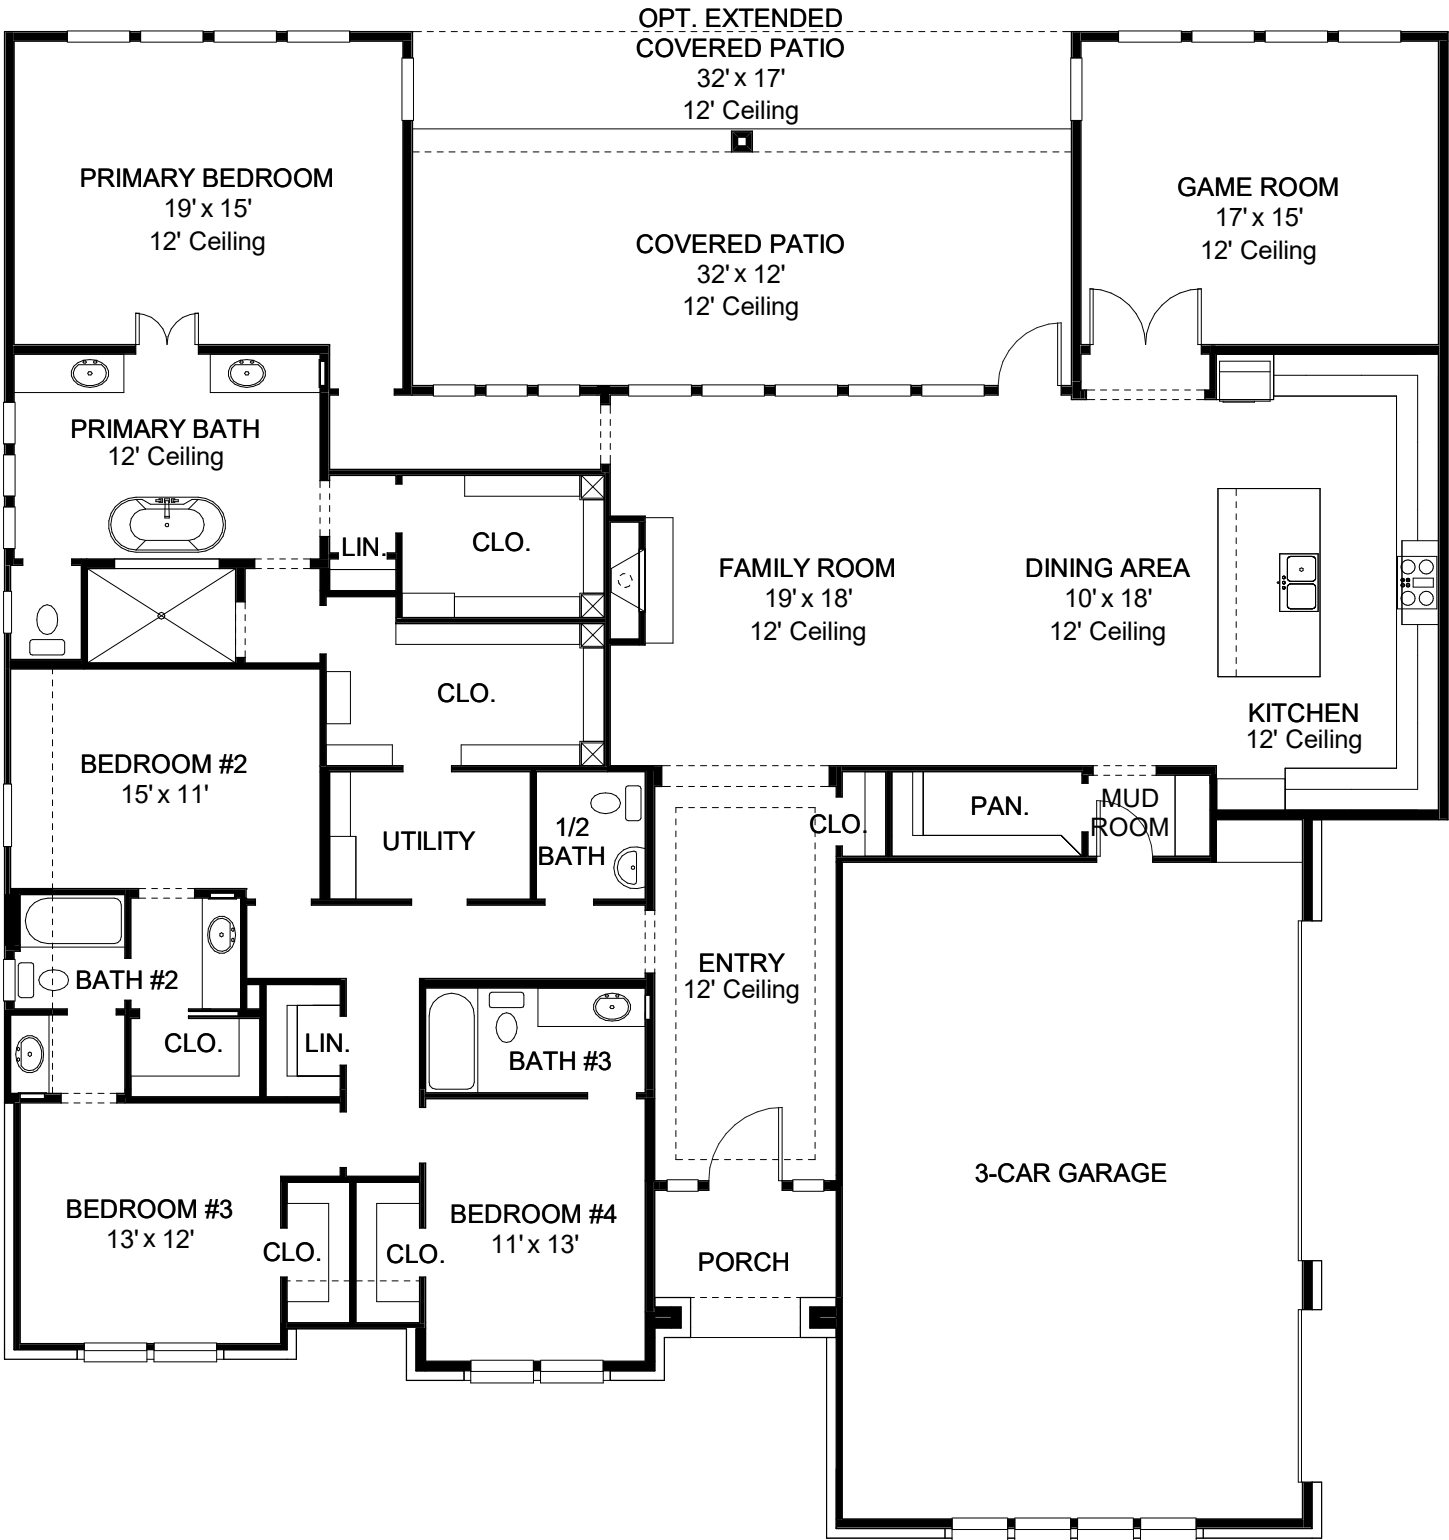 OPT. EXTENDED
COVERED PATIO
32' x 17'
12' Ceiling
PRIMARY BEDROOM
19' x 15'
12' Ceiling
GAME ROOM
17' x 15'
12' Ceiling
COVERED PATIO
32' x 12'
12' Ceiling
PRIMARY BATH
12' Ceiling
LIN.
CLO.
FAMILY ROOM
19' x 18'
12' Ceiling
DINING AREA
10' x 18'
12' Ceiling
CLO.
KITCHEN
12' Ceiling
BEDROOM #2
15' x 11'
UTILITY
1/2
BATH
CLO.
PAN.
MUD
ROOM
BATH #2
ENTRY
12' Ceiling
CLO.
LIN.
BATH #3
BEDROOM #3
13' x 12'
CLO.
CLO.
BEDROOM #4
11' x 13'
PORCH
3-CAR GARAGE